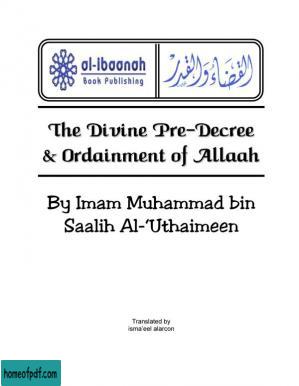 al-ibaanah
Book Publishing
القضاء والقدر
The Divine Pre-Decree
& Ordainment of Allaah
By Imam Muhammad bin
Saalih Al-'Uthaimeen
Translated by
isma'eel alarcon
homeofpdf.com